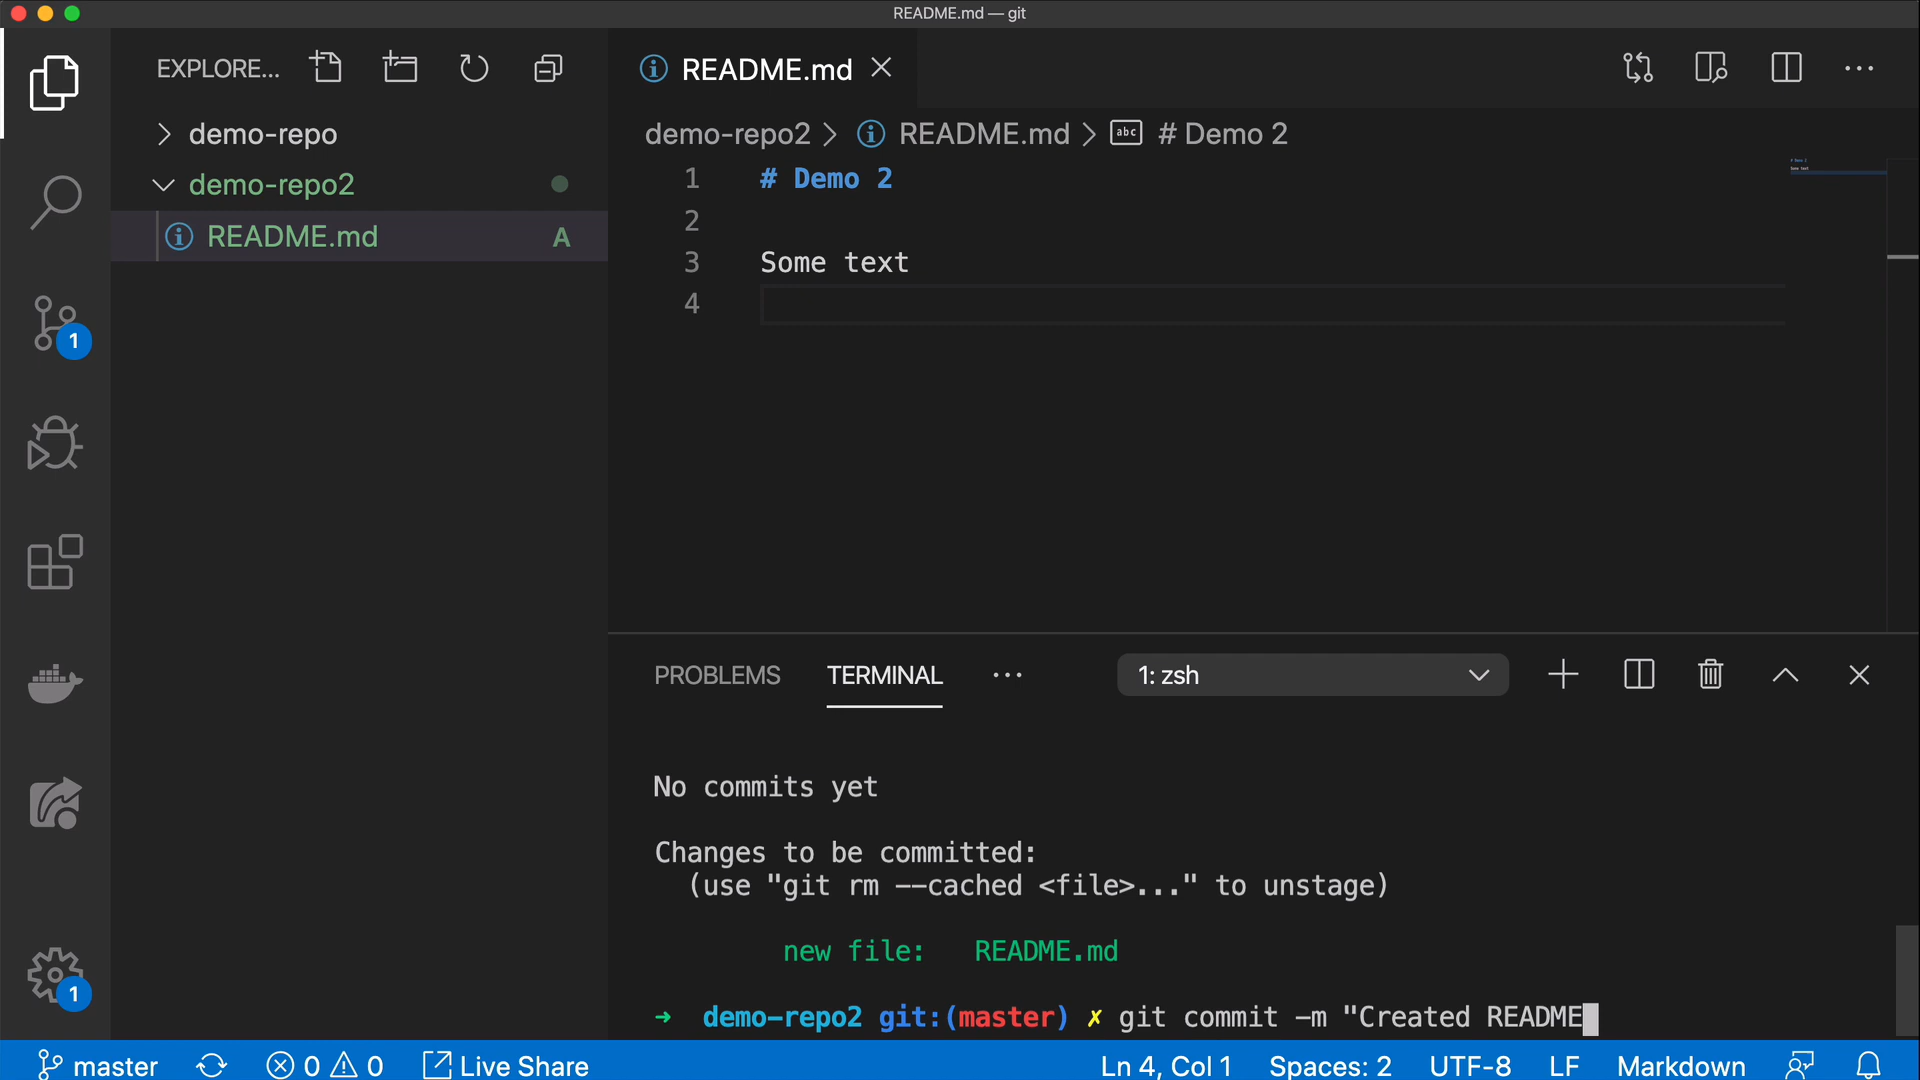 README.md — git
EXPLORE...
demo-repo
demo-repo2
README.md A
1
1
README.md
demo-repo2 > README.md > abc # Demo 2
1 # Demo 2
2
3 Some text
4
PROBLEMS TERMINAL ··· 1: zsh
No commits yet
Changes to be committed:
(use "git rm --cached <file>..." to unstage)
new file: README.md
➜ demo-repo2 git:(master) ✗ git commit -m "Created README
master 0 0 Live Share Ln 4, Col 1 Spaces: 2 UTF-8 LF Markdown